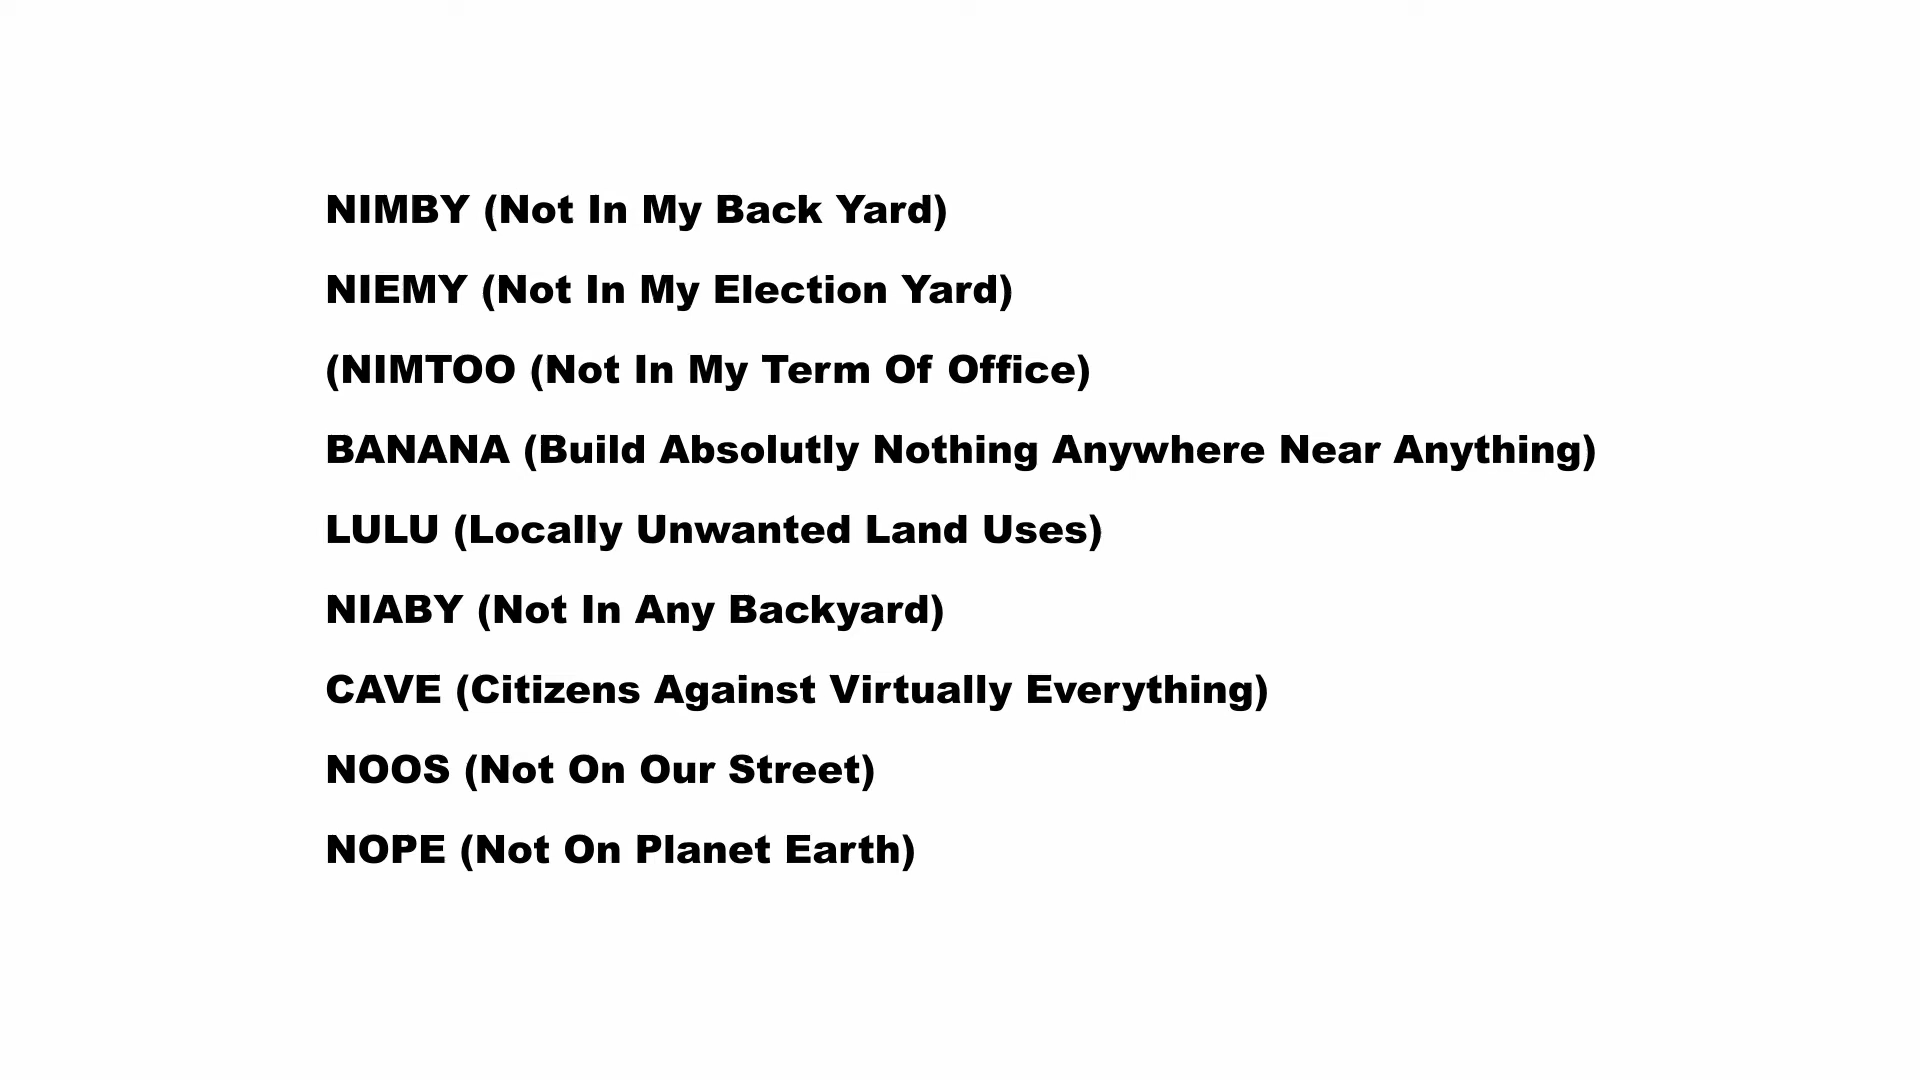 NIMBY (Not In My Back Yard)
NIEMY (Not In My Election Yard)
(NIMTOO (Not In My Term Of Office)
BANANA (Build Absolutly Nothing Anywhere Near Anything)
LULU (Locally Unwanted Land Uses)
NIABY (Not In Any Backyard)
CAVE (Citizens Against Virtually Everything)
NOOS (Not On Our Street)
NOPE (Not On Planet Earth)